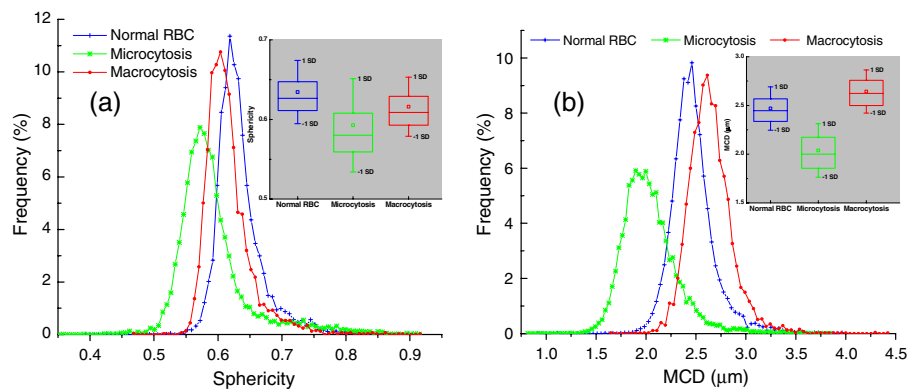 Normal RBC
Microcytosis
Macrocytosis
(a)
Frequency (%)
12
10
8
6
4
2
0
0.4 0.5 0.6 0.7 0.8 0.9
Sphericity
Sphericity
0.7
0.6
0.5
1 SD
-1 SD
1 SD
-1 SD
1 SD
-1 SD
Normal RBC Microcytosis Macrocytosis
Normal RBC Microcytosis Macrocytosis
(b)
Frequency (%)
10
8
6
4
2
0
1.0 1.5 2.0 2.5 3.0 3.5 4.0 4.5
MCD (μm)
MCD (μm)
3.0
2.5
2.0
1.5
1 SD
-1 SD
1 SD
-1 SD
1 SD
-1 SD
Normal RBC Microcytosis Macrocytosis